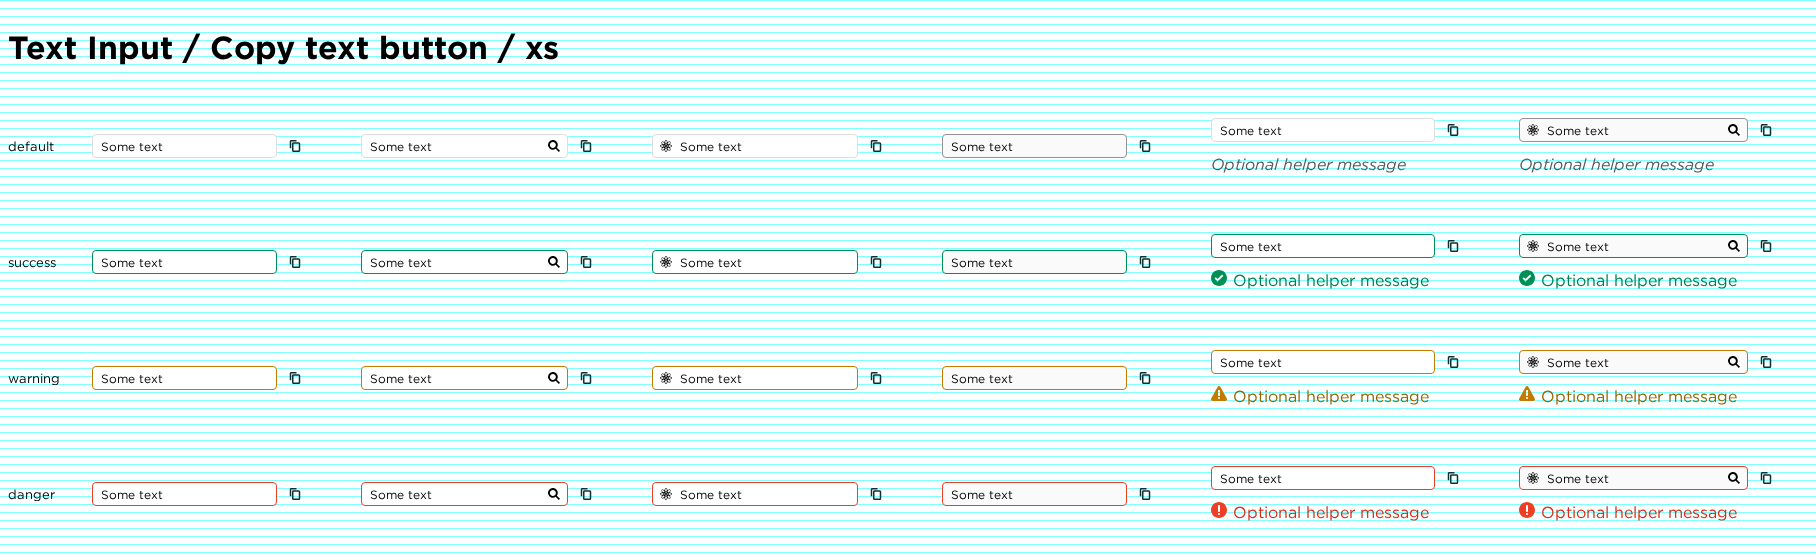 Text Input / Copy text button / xs
default Some text Some text Some text Some text Some text Some text
Optional helper message Optional helper message
success Some text Some text Some text Some text Some text Some text
Optional helper message Optional helper message
warning Some text Some text Some text Some text Some text Some text
Optional helper message Optional helper message
danger Some text Some text Some text Some text Some text Some text
Optional helper message Optional helper message